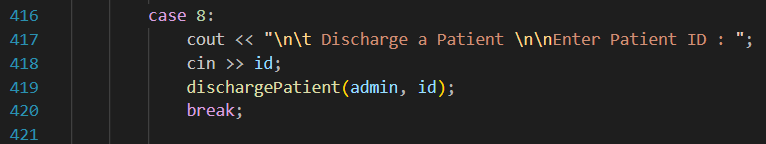 416 case 8:
417 cout << "\n\t Discharge a Patient \n\nEnter Patient ID : ";
418 cin >> id;
419 dischargePatient(admin, id);
420 break;
421